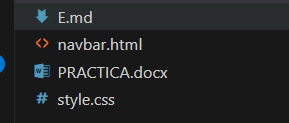 E.md
navbar.html
PRACTICA.docx
# style.css